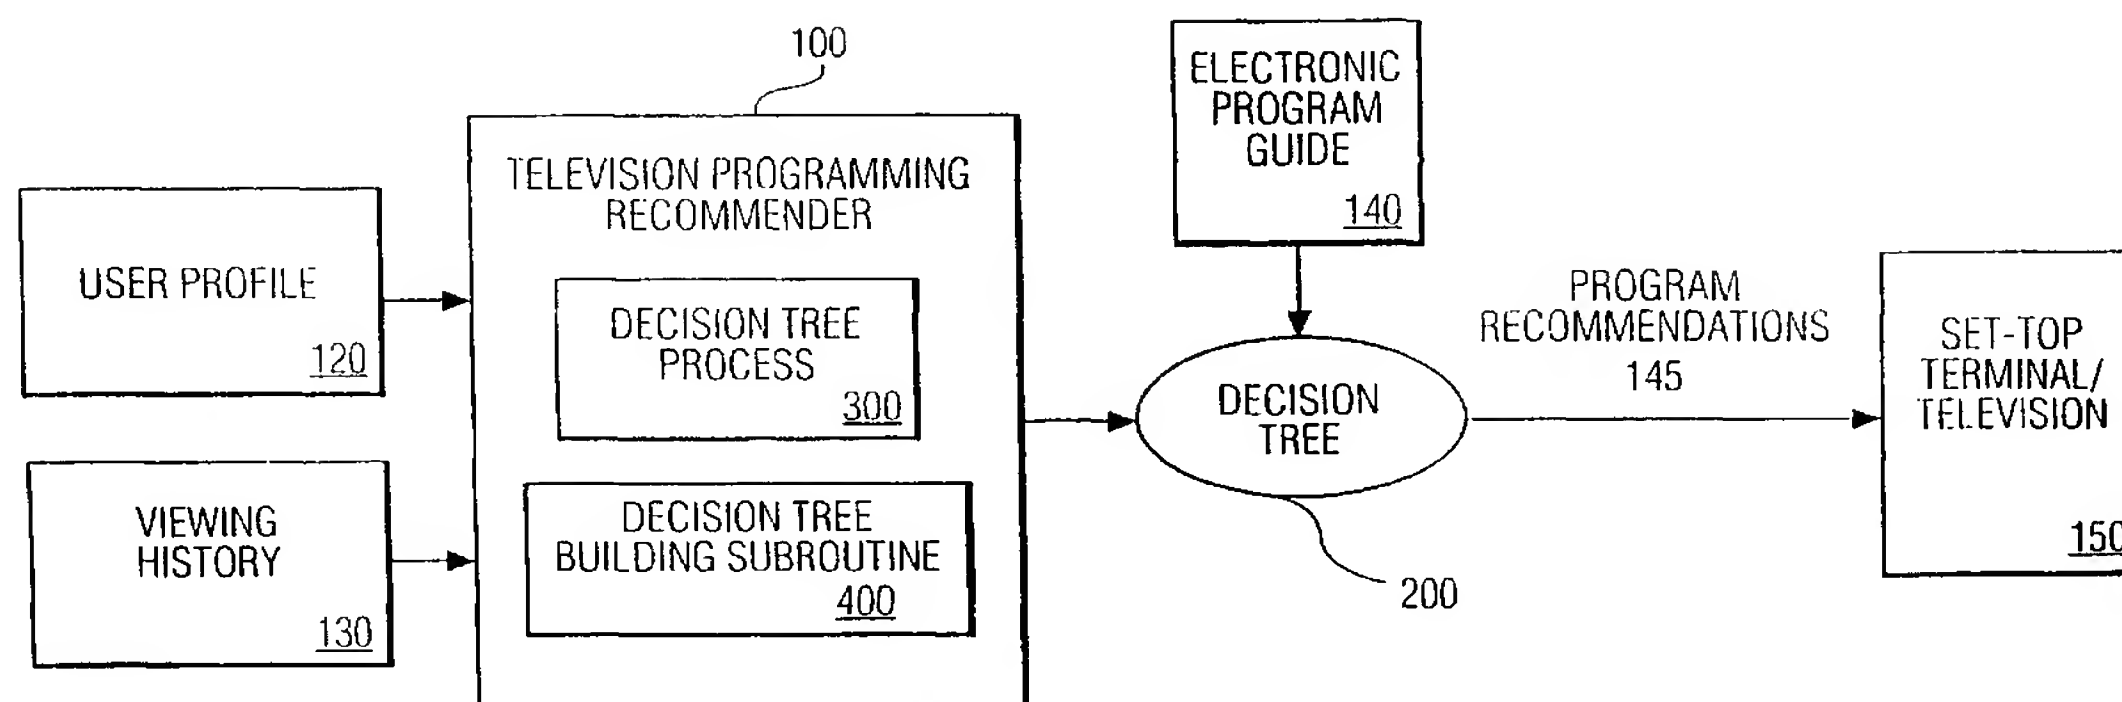 100
TELEVISION PROGRAMMING
RECOMMENDER
USER PROFILE
120
VIEWING
HISTORY
130
DECISION TREE
PROCESS
300
DECISION TREE
BUILDING SUBROUTINE
400
ELECTRONIC
PROGRAM
GUIDE
140
DECISION
TREE
200
PROGRAM
RECOMMENDATIONS
145
SET-TOP
TERMINAL/
TELEVISION
150